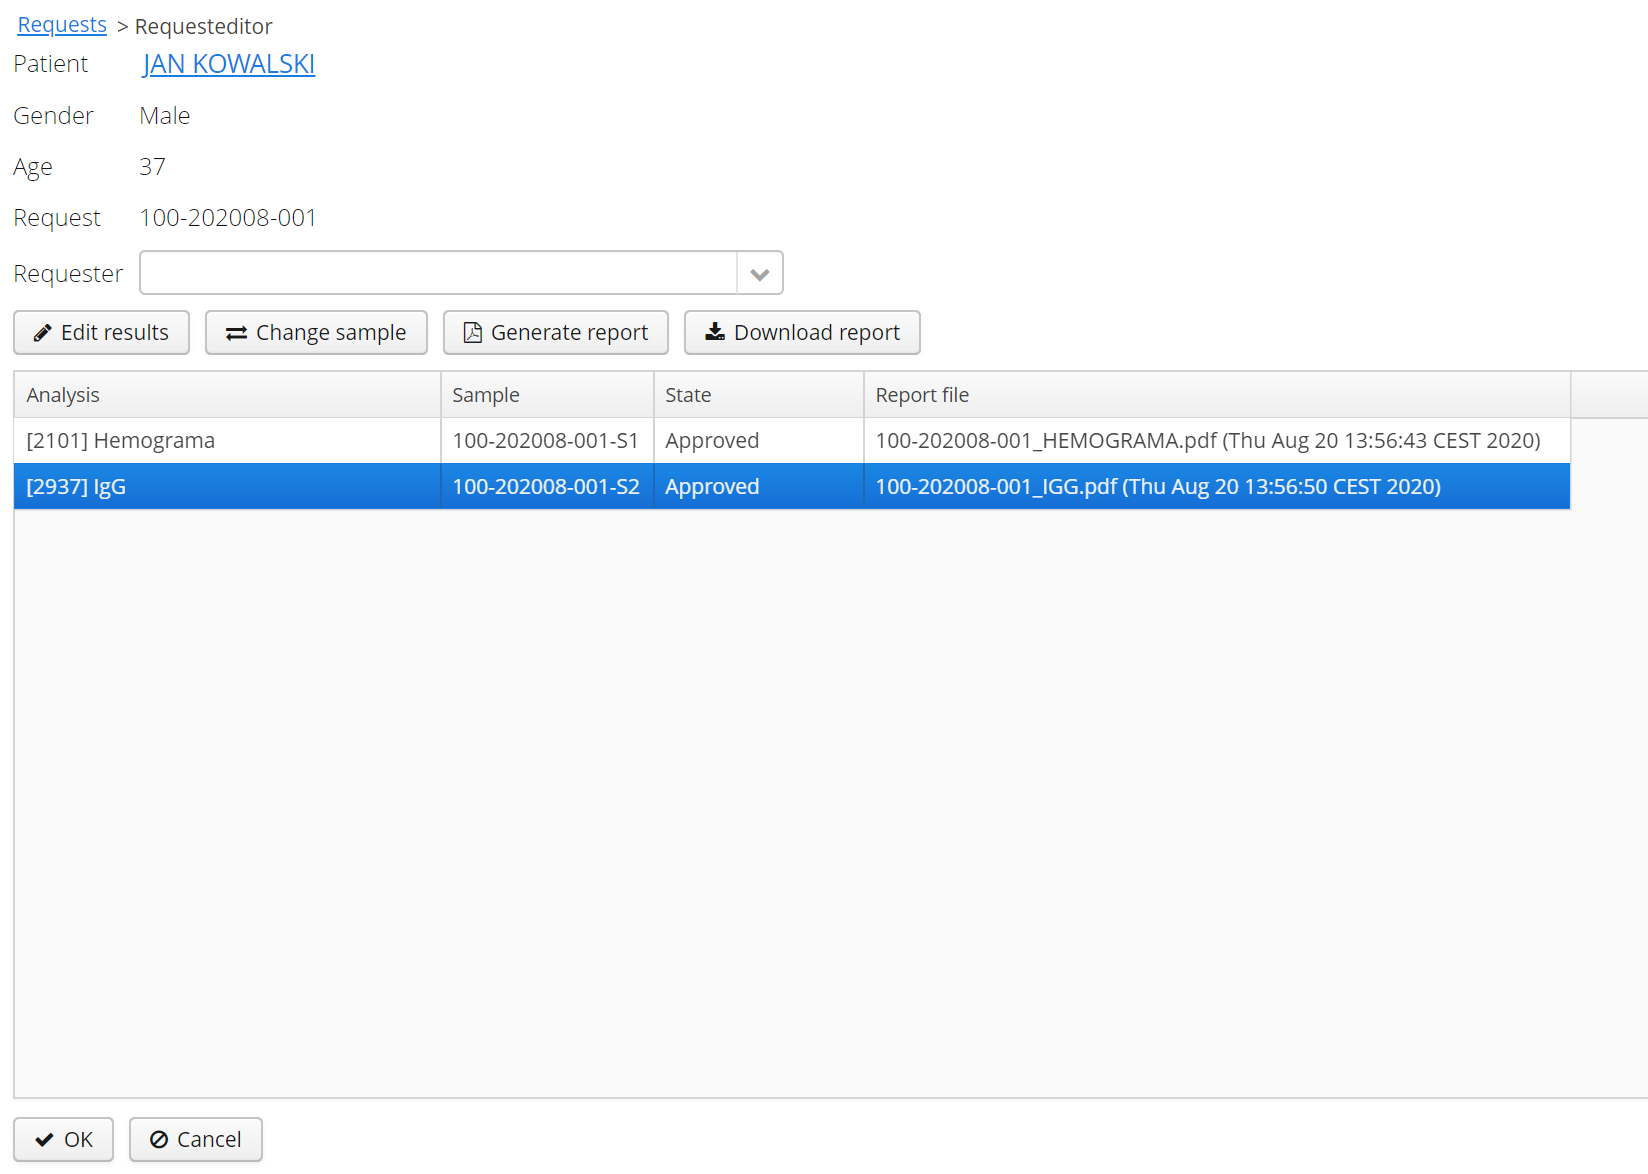 Requests > Requesteditor
Patient JAN KOWALSKI
Gender Male
Age 37
Request 100-202008-001
Requester
Edit results Change sample Generate report Download report
Analysis Sample State Report file
[2101] Hemograma 100-202008-001-S1 Approved 100-202008-001_HEMOGRAMA.pdf (Thu Aug 20 13:56:43 CEST 2020)
[2937] IgG 100-202008-001-S2 Approved 100-202008-001_IGG.pdf (Thu Aug 20 13:56:50 CEST 2020)
OK Cancel